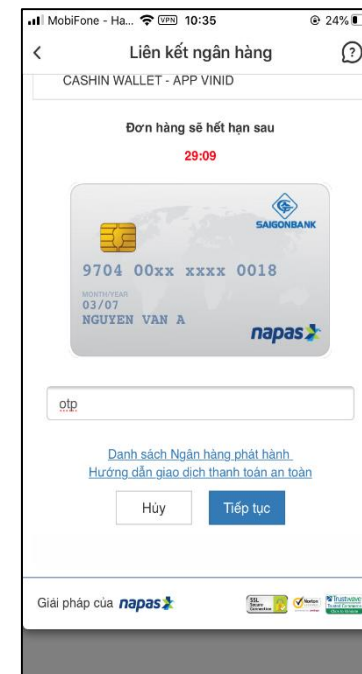 MobiFone - Ha... VPN 10:35 24%
Liên kết ngân hàng
CASHIN WALLET - APP VINID
Đơn hàng sẽ hết hạn sau
29:09
SAIGONBANK
9704 00xx xxxx 0018
MONTH/YEAR
03/07
NGUYEN VAN A
napas
otp
Danh sách Ngân hàng phát hành
Hướng dẫn giao dịch thanh toán an toàn
Hủy Tiếp tục
Giải pháp của napas